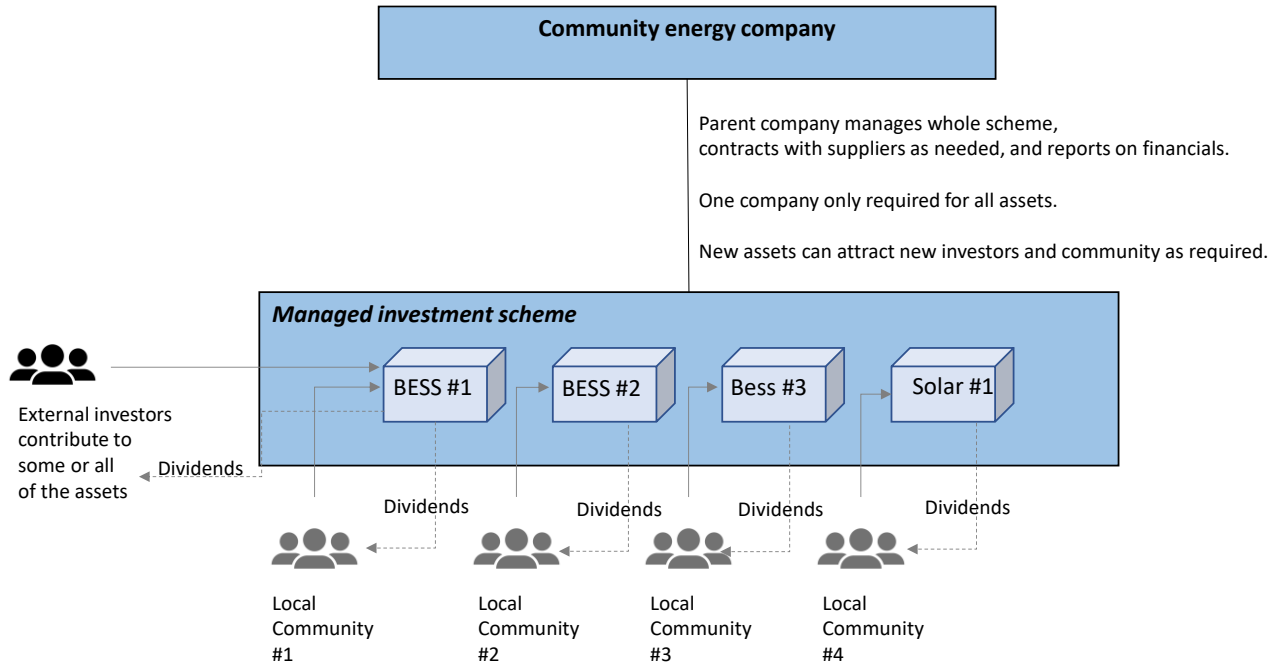 Community energy company
Parent company manages whole scheme,
contracts with suppliers as needed, and reports on financials.
One company only required for all assets.
New assets can attract new investors and community as required.
Managed investment scheme
BESS #1
BESS #2
Bess #3
Solar #1
External investors
contribute to
some or all
of the assets
Dividends
Dividends
Dividends
Dividends
Dividends
Local
Community
#1
Local
Community
#2
Local
Community
#3
Local
Community
#4